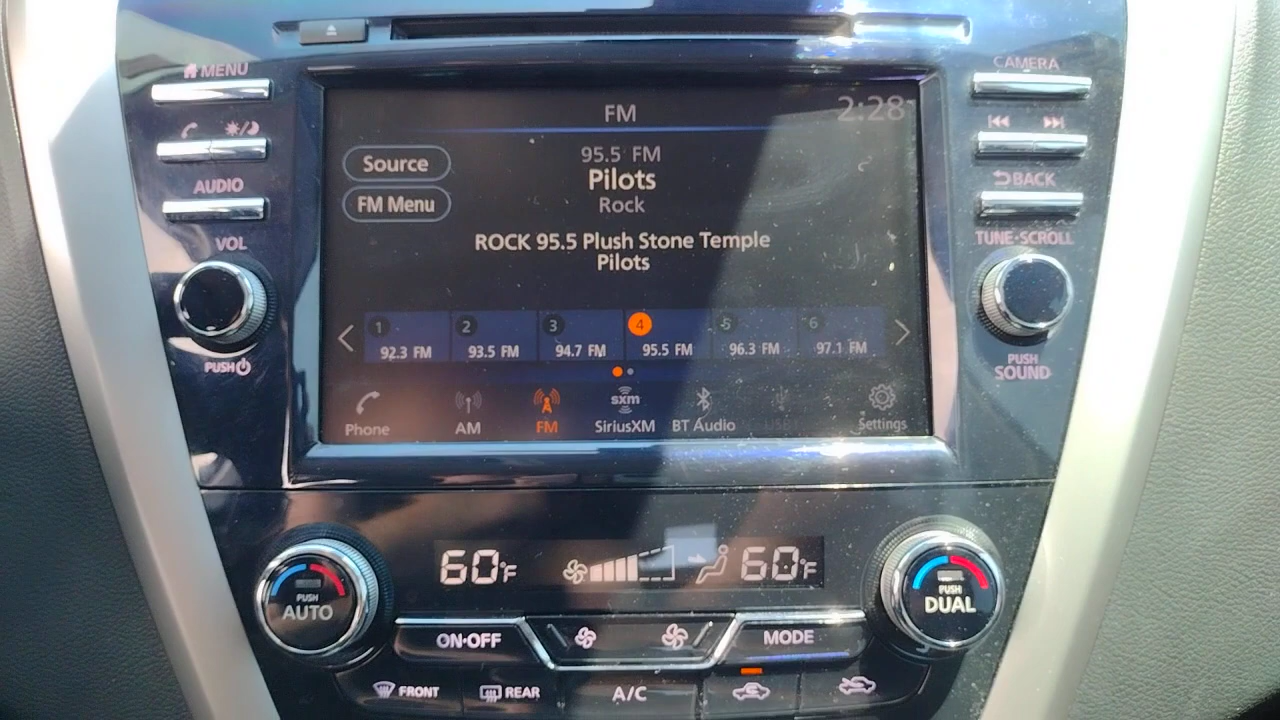 MENU
CAMERA
FM
2:28
95.5 FM
Source
Pilots
AUDIO
Rock
BACK
FM Menu
VOL
ROCK 95.5 Plush Stone Temple
Pilots
TUNE·SCROLL
1 2 3 4 5 6
92.3 FM 93.5 FM 94.7 FM 95.5 FM 96.3 FM 97.1 FM
PUSH
PUSH
SOUND
sxm
Phone AM FM SiriusXM BT Audio Settings
60°F 60°F
PUSH
AUTO
PUSH
DUAL
ON·OFF MODE
FRONT REAR A/C